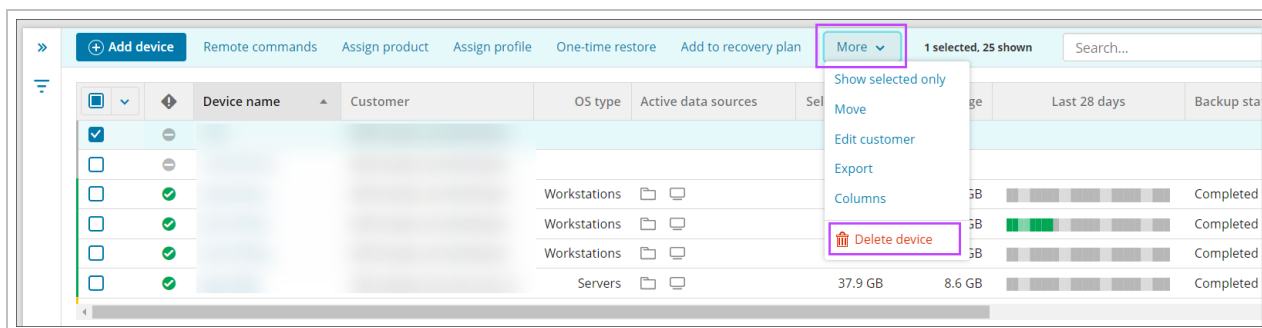 Add device Remote commands Assign product Assign profile One-time restore Add to recovery plan More 1 selected, 25 shown Search...
Show selected only
Device name Customer OS type Active data sources Sel ge Last 28 days Backup sta
Move
Edit customer
Export
Workstations GB Completed
Columns
Workstations GB Completed
Delete device
Workstations GB Completed
Servers 37.9 GB 8.6 GB Completed